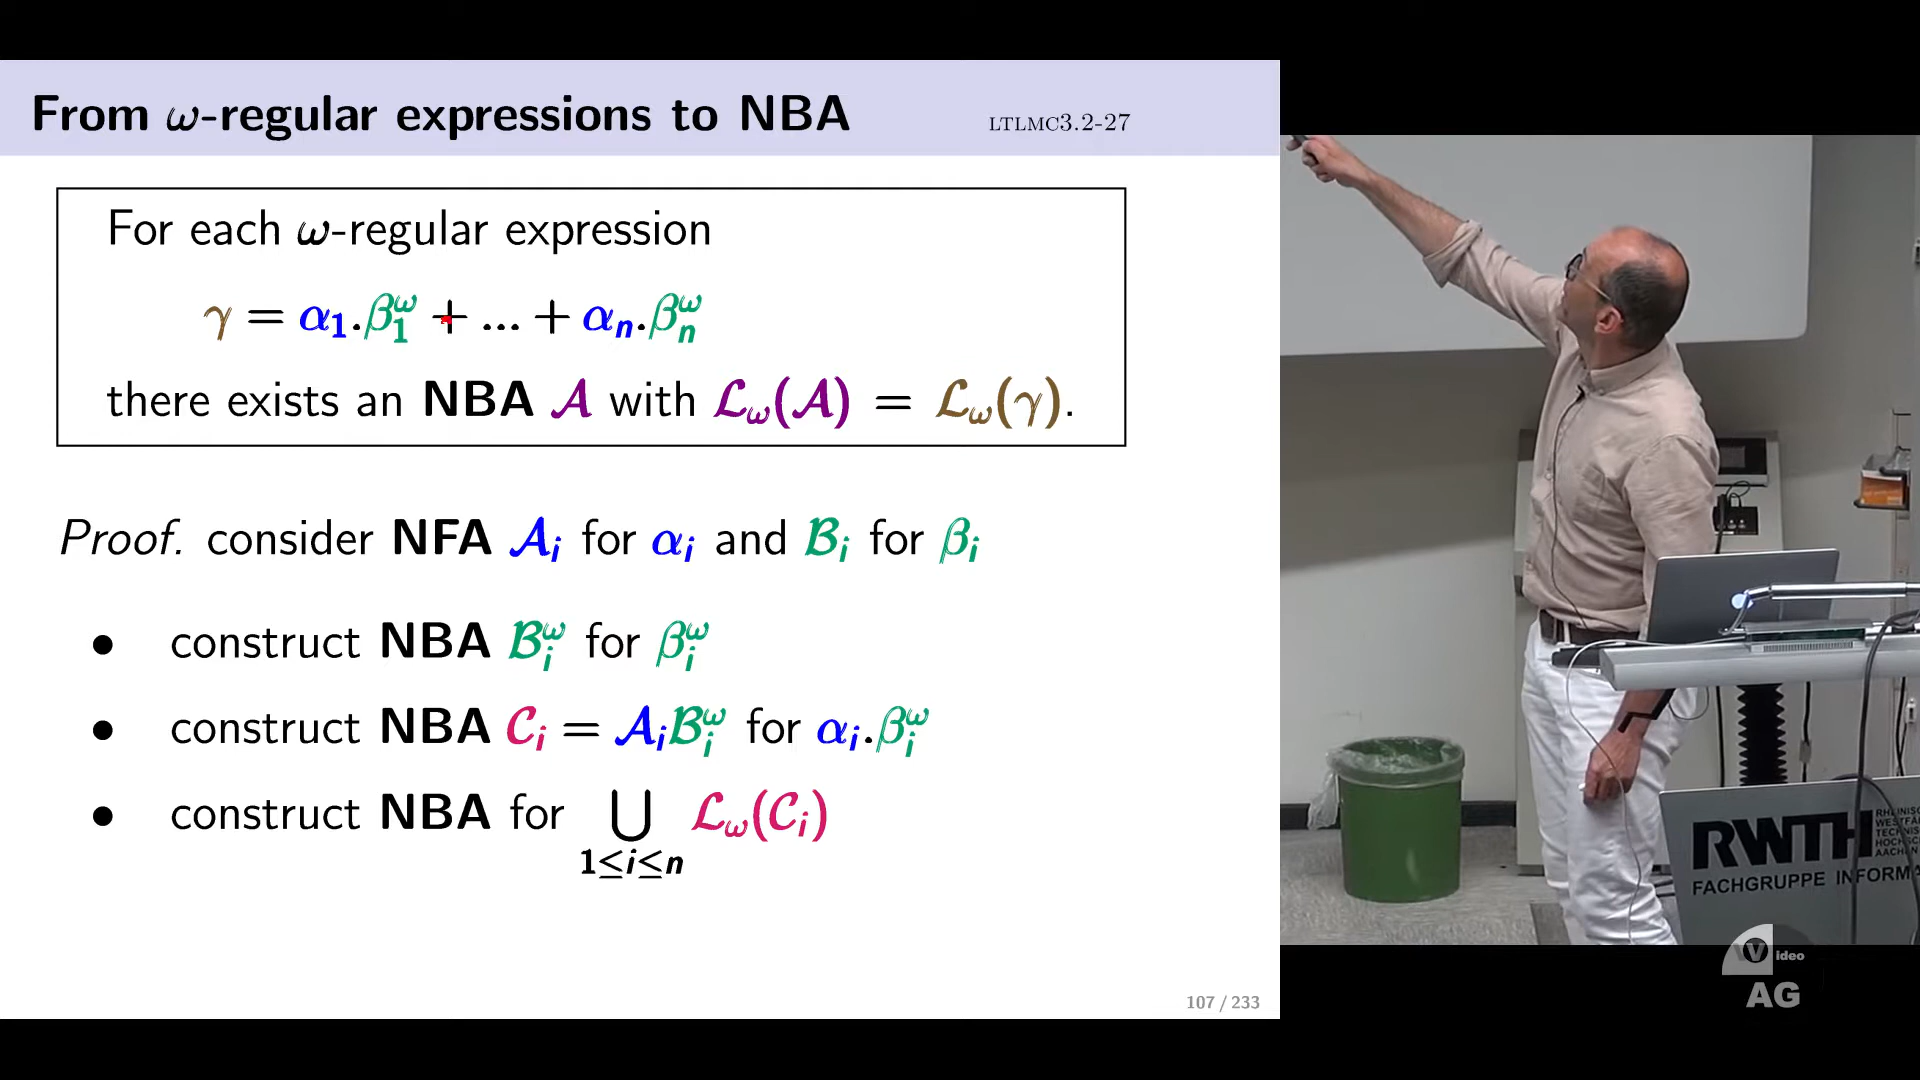 From ω-regular expressions to NBA LTLMC3.2-27
For each ω-regular expression
γ = α₁.β₁^ω + ... + αₙ.βₙ^ω
there exists an NBA 𝒜 with ℒ_ω(𝒜) = ℒ_ω(γ).
Proof. consider NFA 𝒜ᵢ for αᵢ and ℬᵢ for βᵢ
• construct NBA ℬᵢ^ω for βᵢ^ω
• construct NBA 𝒞ᵢ = 𝒜ᵢℬᵢ^ω for αᵢ.βᵢ^ω
• construct NBA for ⋃ ℒ_ω(𝒞ᵢ)
1≤i≤n
107 / 233
RWTH
FACHGRUPPE
Video
AG